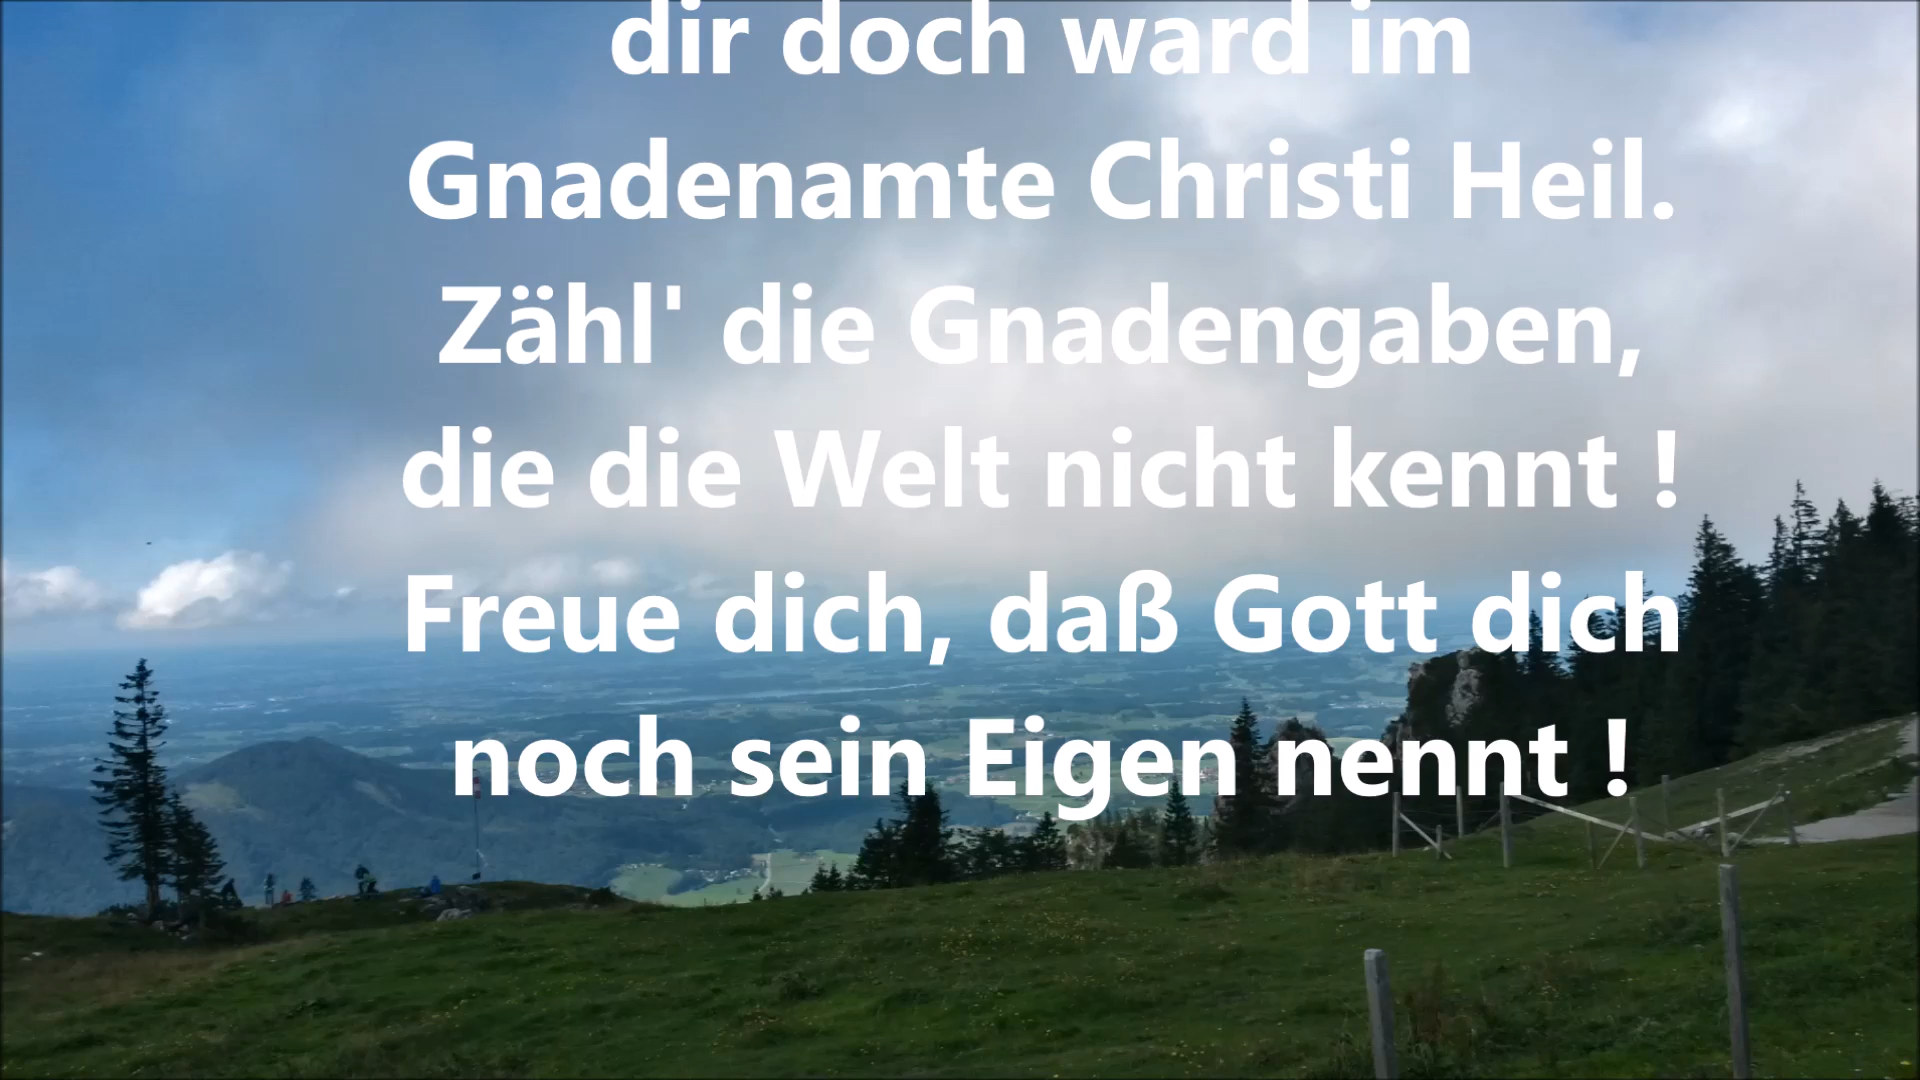 dir doch ward im
Gnadenamte Christi Heil.
Zähl' die Gnadengaben,
die die Welt nicht kennt !
Freue dich, daß Gott dich
noch sein Eigen nennt !